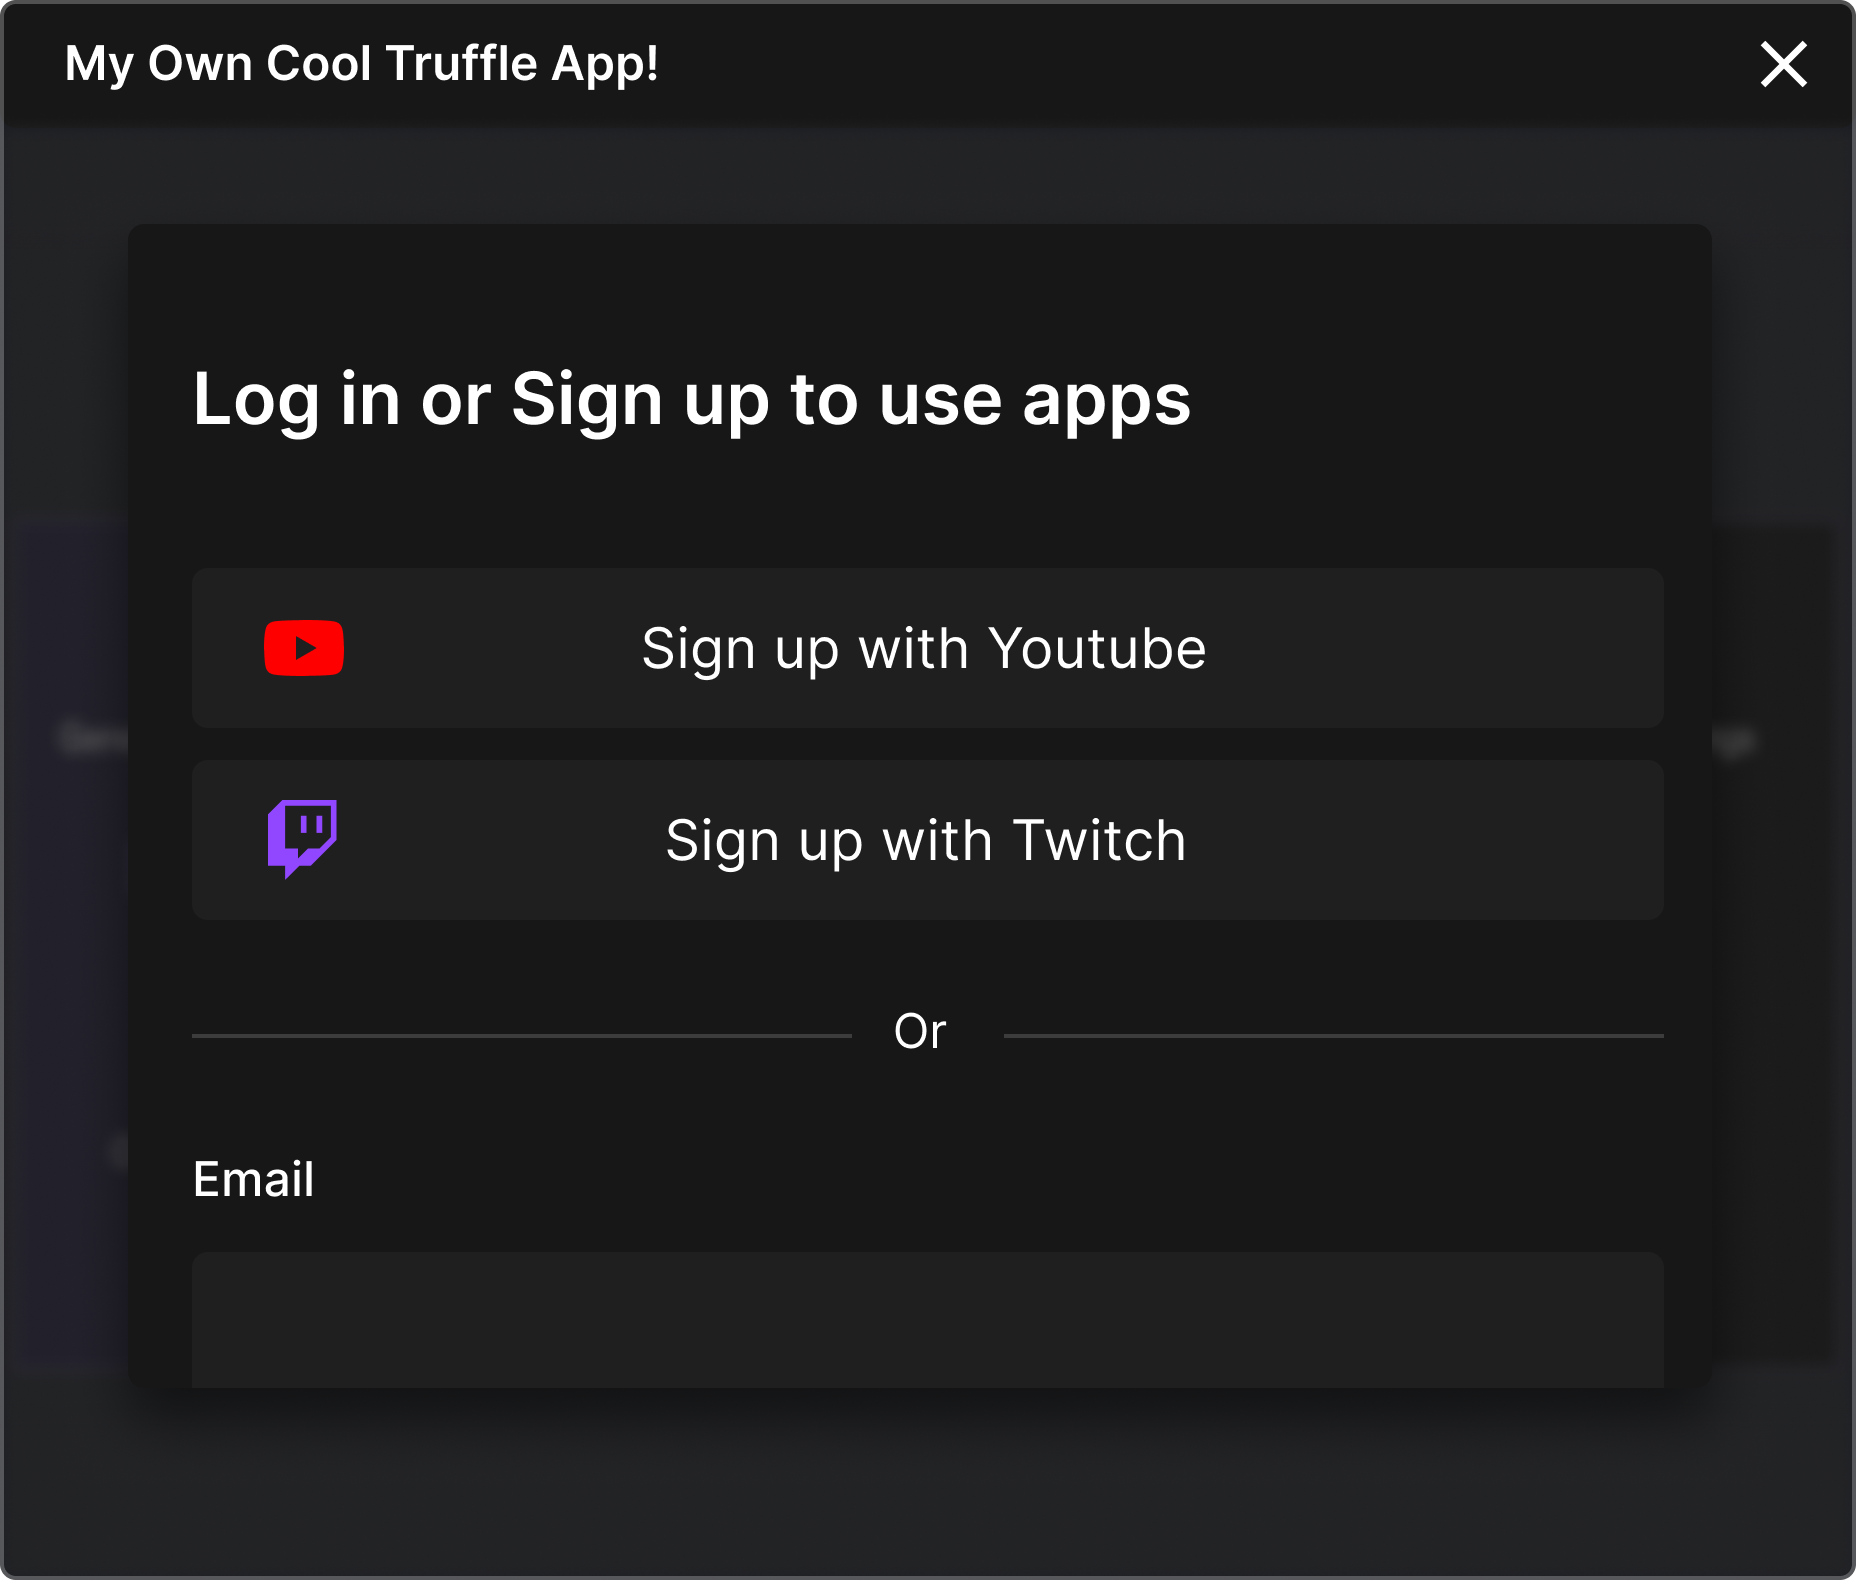 My Own Cool Truffle App!
Log in or Sign up to use apps
Sign up with Youtube
Sign up with Twitch
Or
Email